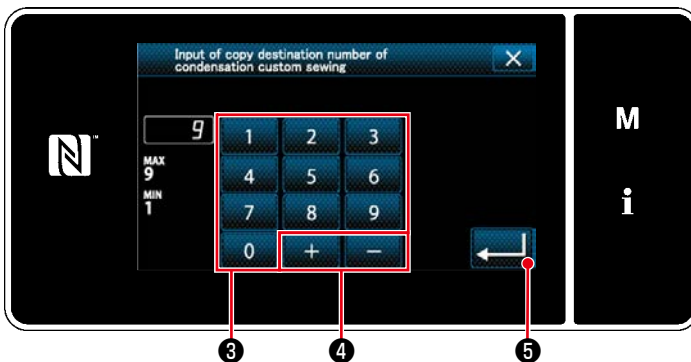 Input of copy destination number of
condensation custom sewing
9
MAX
9
MIN
1
1 2 3
4 5 6
7 8 9
0 + −
M
i
N™
❸ ❹ ❺